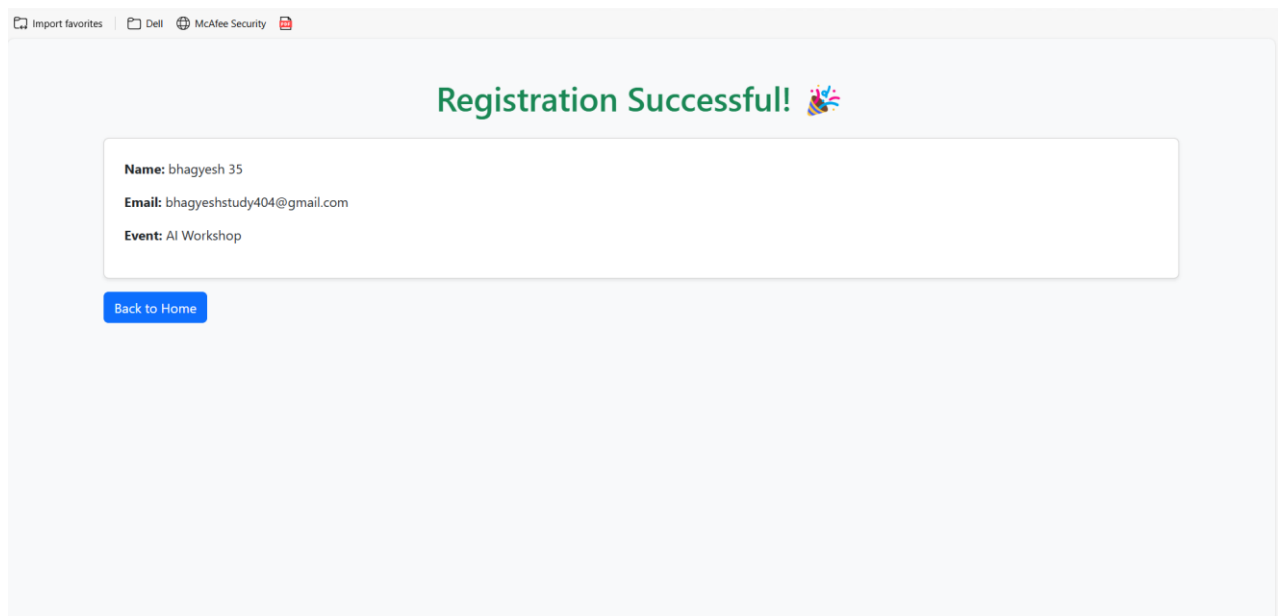 Import favorites Dell McAfee Security PDF
Registration Successful! 🎉
Name: bhagyesh 35
Email: bhagyeshstudy404@gmail.com
Event: AI Workshop
Back to Home